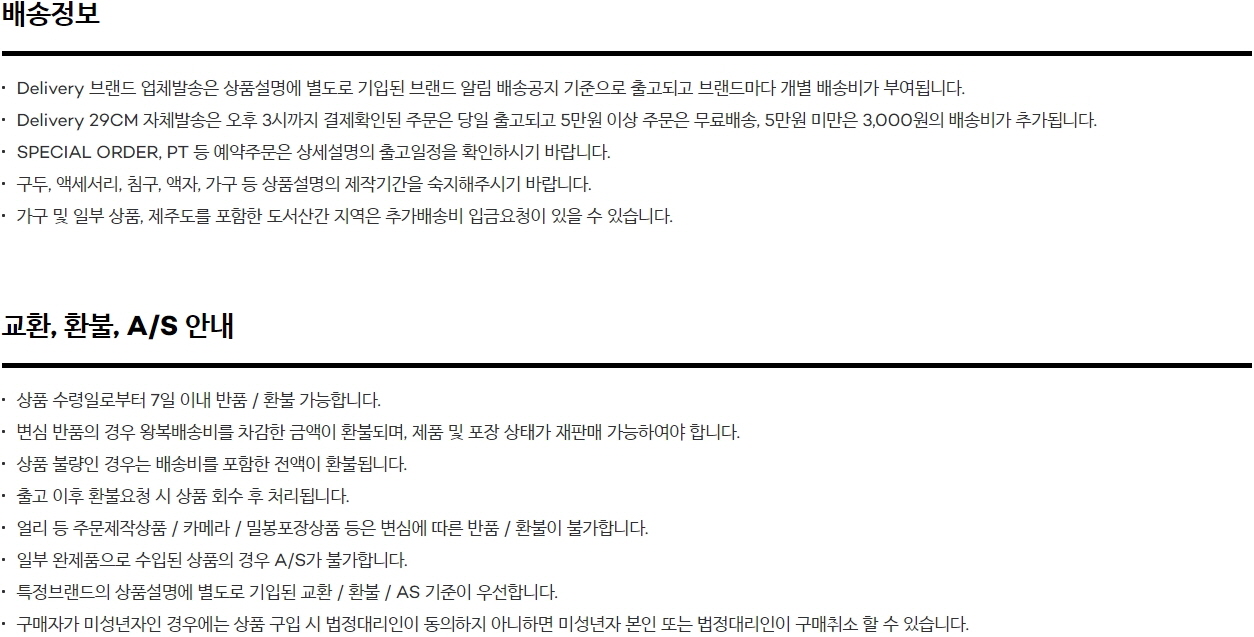 배송정보
· Delivery 브랜드 업체발송은 상품설명에 별도로 기입된 브랜드 알림 배송공지 기준으로 출고되고 브랜드마다 개별 배송비가 부여됩니다.
· Delivery 29CM 자체발송은 오후 3시까지 결제확인된 주문은 당일 출고되고 5만원 이상 주문은 무료배송, 5만원 미만은 3,000원의 배송비가 추가됩니다.
· SPECIAL ORDER, PT 등 예약주문은 상세설명의 출고일정을 확인하시기 바랍니다.
· 구두, 액세서리, 침구, 액자, 가구 등 상품설명의 제작기간을 숙지해주시기 바랍니다.
· 가구 및 일부 상품, 제주도를 포함한 도서산간 지역은 추가배송비 입금요청이 있을 수 있습니다.
교환, 환불, A/S 안내
· 상품 수령일로부터 7일 이내 반품 / 환불 가능합니다.
· 변심 반품의 경우 왕복배송비를 차감한 금액이 환불되며, 제품 및 포장 상태가 재판매 가능하여야 합니다.
· 상품 불량인 경우는 배송비를 포함한 전액이 환불됩니다.
· 출고 이후 환불요청 시 상품 회수 후 처리됩니다.
· 얼리 등 주문제작상품 / 카메라 / 밀봉포장상품 등은 변심에 따른 반품 / 환불이 불가합니다.
· 일부 완제품으로 수입된 상품의 경우 A/S가 불가합니다.
· 특정브랜드의 상품설명에 별도로 기입된 교환 / 환불 / AS 기준이 우선합니다.
· 구매자가 미성년자인 경우에는 상품 구입 시 법정대리인이 동의하지 아니하면 미성년자 본인 또는 법정대리인이 구매취소 할 수 있습니다.